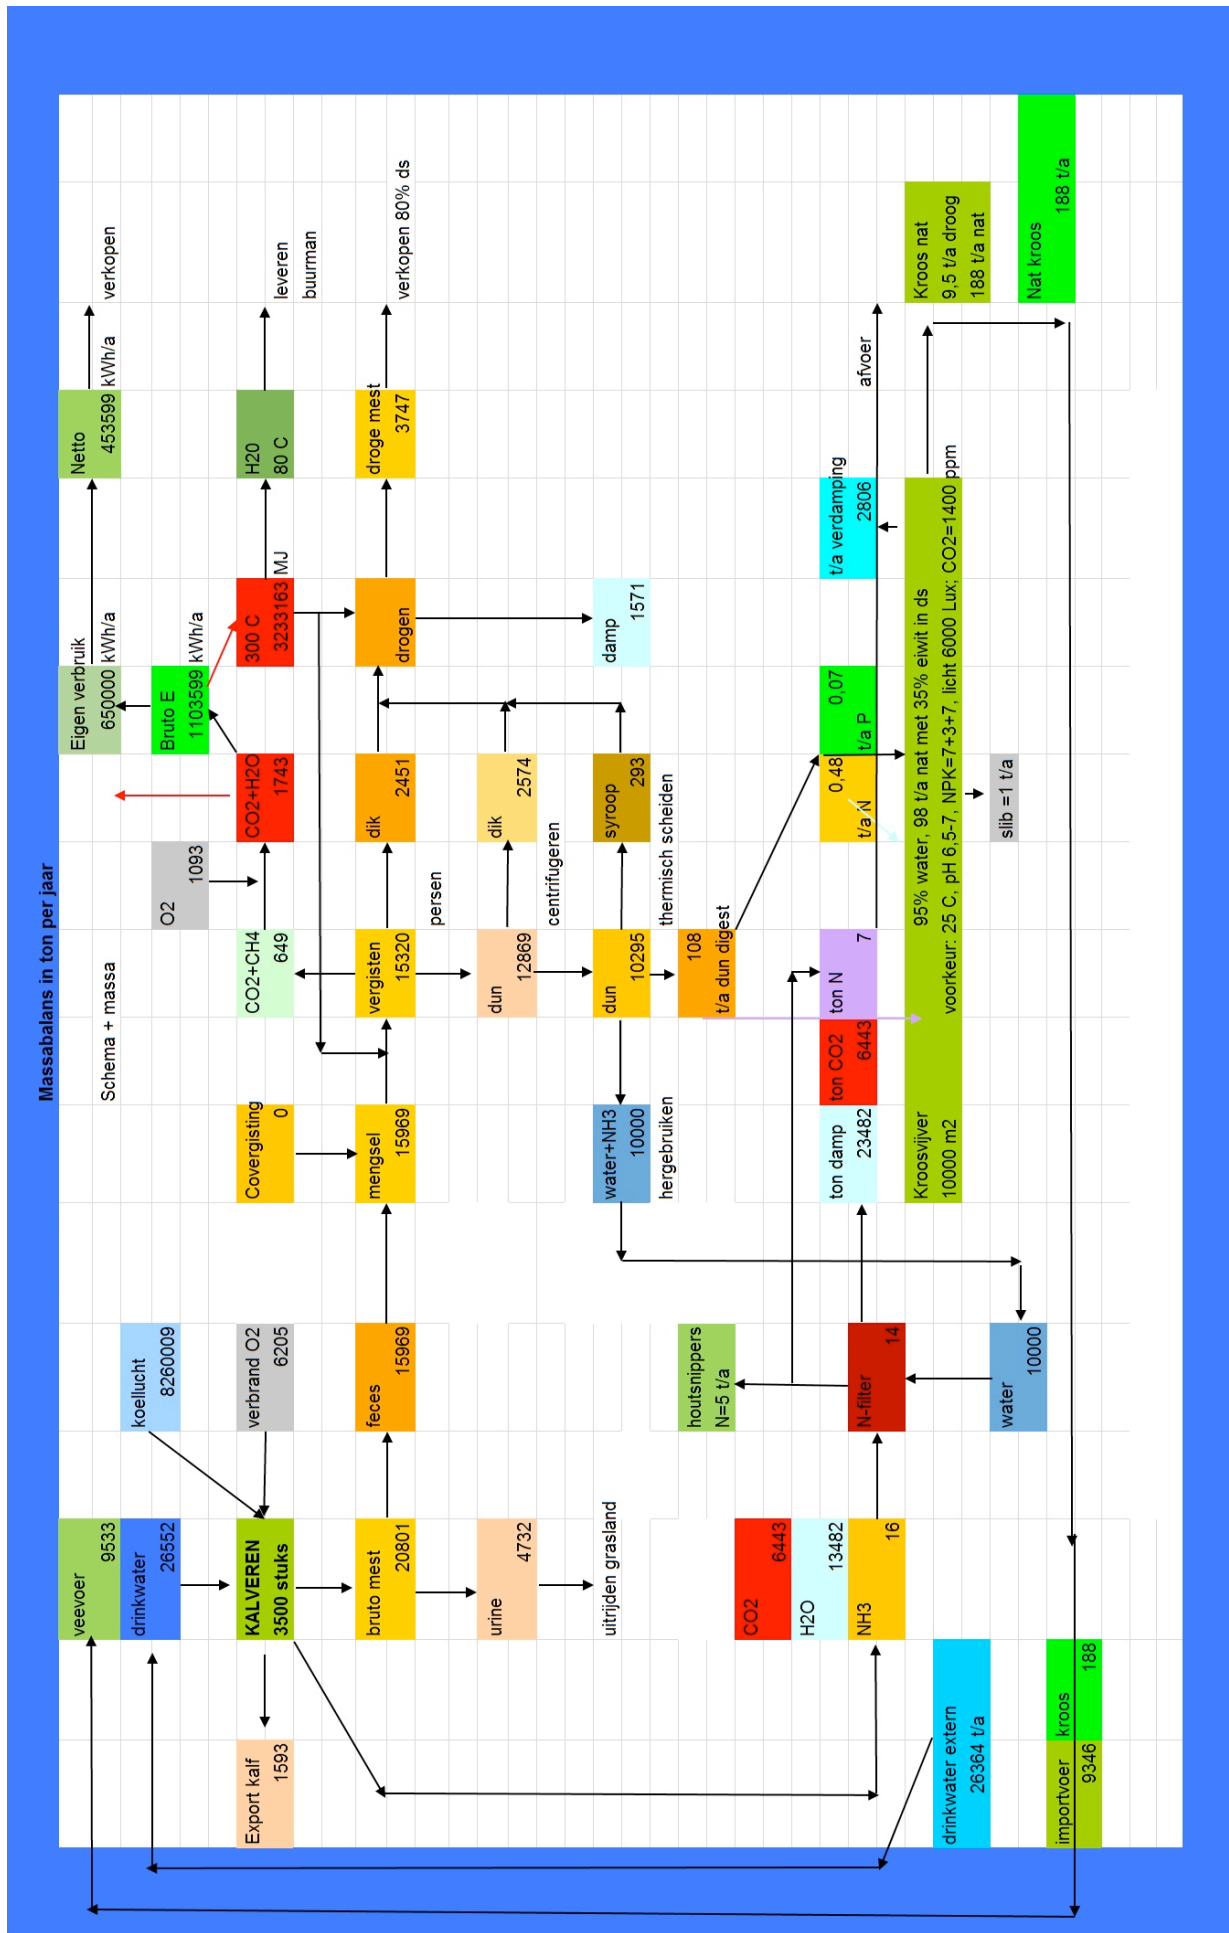 Massabalans in ton per jaar
Schema + massa
veevoer
9533
drinkwater
26552
koellucht
8260009
O2
1093
Bruto E
1103599 kWh/a
Eigen verbruik
650000 kWh/a
Netto
453599 kWh/a
verkopen
Export kalf
1593
KALVEREN
3500 stuks
verbrand O2
6205
Covergisting
0
CO2+CH4
649
CO2+H2O
1743
300 C
3233163 MJ
H20
80 C
leveren
buurman
bruto mest
20801
feces
15969
mengsel
15969
vergisten
15320
dik
2451
drogen
droge mest
3747
verkopen 80% ds
persen
urine
4732
dun
12869
dik
2574
centrifugeren
uitrijden grasland
water+NH3
10000
dun
10295
syroop
293
damp
1571
hergebruiken
thermisch scheiden
houtsnippers
N=5 t/a
108
t/a dun digest
CO2
6443
H2O
13482
NH3
16
N-filter
14
ton damp
23482
ton CO2
6443
ton N
7
0,48
t/a N
0,07
t/a P
t/a verdamping
2806
afvoer
drinkwater extern
26364 t/a
Kroosvijver
95% water, 98 t/a nat met 35% eiwit in ds
10000 m2
voorkeur: 25 C, pH 6,5-7, NPK=7+3+7, licht 6000 Lux; CO2=1400 ppm
Kroos nat
9,5 t/a droog
188 t/a nat
water
10000
slib =1 t/a
Nat kroos
188 t/a
importvoer
9346
kroos
188